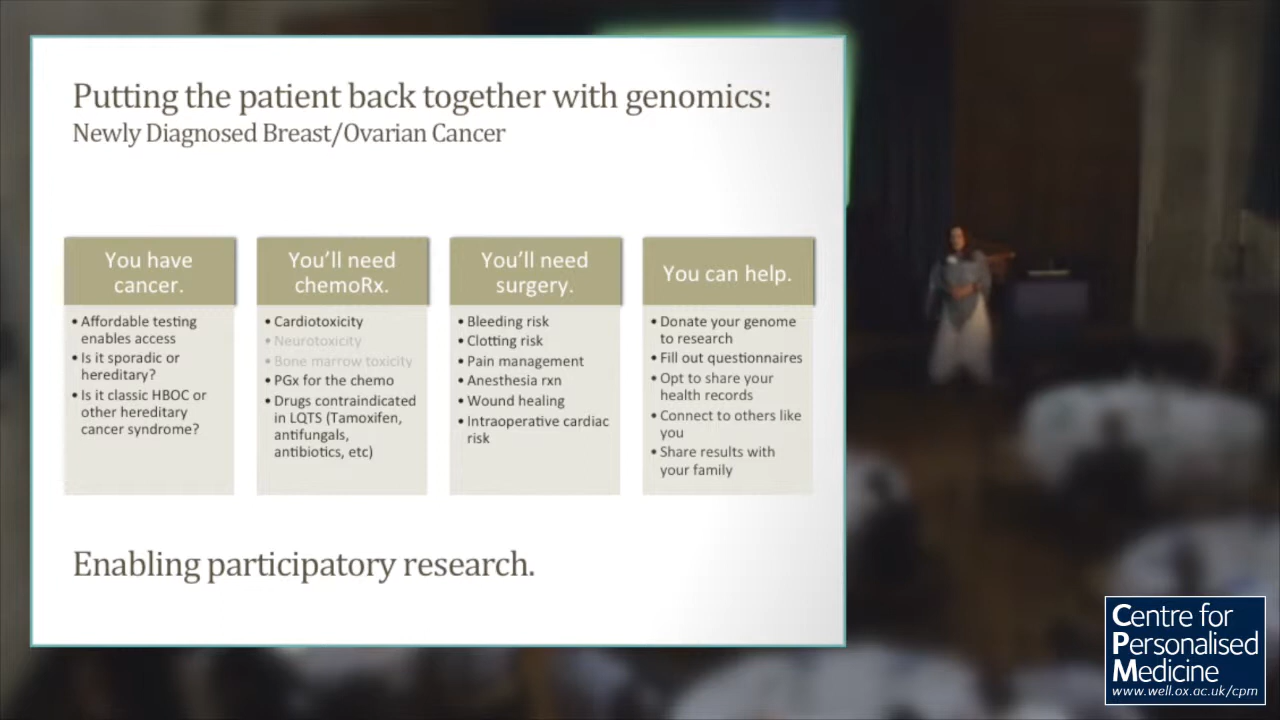 Putting the patient back together with genomics:
Newly Diagnosed Breast/Ovarian Cancer
You have
cancer.
• Affordable testing
enables access
• Is it sporadic or
hereditary?
• Is it classic HBOC or
other hereditary
cancer syndrome?
You'll need
chemoRx.
• Cardiotoxicity
• Neurotoxicity
• Bone marrow toxicity
• PGx for the chemo
• Drugs contraindicated
in LQTS (Tamoxifen,
antifungals,
antibiotics, etc)
You'll need
surgery.
• Bleeding risk
• Clotting risk
• Pain management
• Anesthesia rxn
• Wound healing
• Intraoperative cardiac
risk
You can help.
• Donate your genome
to research
• Fill out questionnaires
• Opt to share your
health records
• Connect to others like
you
• Share results with
your family
Enabling participatory research.
Centre for
Personalised
Medicine
www.well.ox.ac.uk/cpm